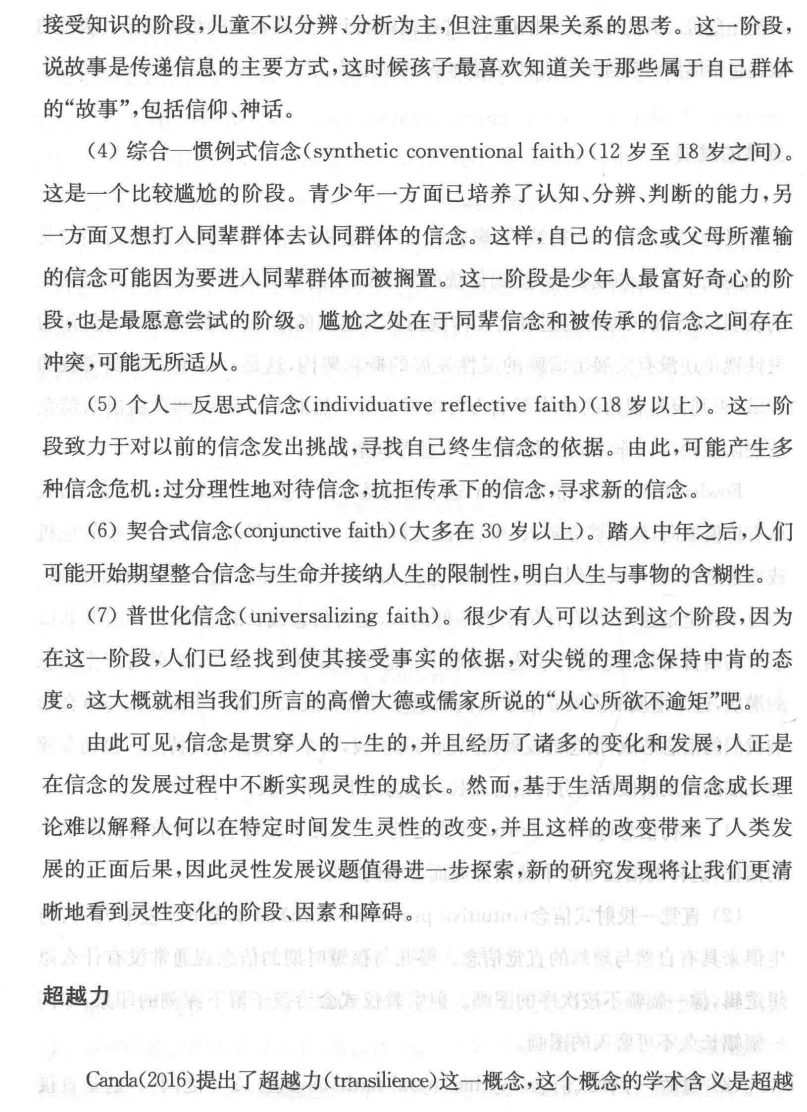 接受知识的阶段,儿童不以分辨、分析为主,但注重因果关系的思考。这一阶段,
说故事是传递信息的主要方式,这时候孩子最喜欢知道关于那些属于自己群体
的“故事”,包括信仰、神话。
(4) 综合—惯例式信念(synthetic conventional faith)(12 岁至 18 岁之间)。
这是一个比较尴尬的阶段。青少年一方面已培养了认知、分辨、判断的能力,另
一方面又想打入同辈群体去认同群体的信念。这样,自己的信念或父母所灌输
的信念可能因为要进入同辈群体而被搁置。这一阶段是少年人最富好奇心的阶
段,也是最愿意尝试的阶级。尴尬之处在于同辈信念和被传承的信念之间存在
冲突,可能无所适从。
(5) 个人—反思式信念(individuative reflective faith)(18 岁以上)。这一阶
段致力于对以前的信念发出挑战,寻找自己终生信念的依据。由此,可能产生多
种信念危机:过分理性地对待信念,抗拒传承下的信念,寻求新的信念。
(6) 契合式信念(conjunctive faith)(大多在 30 岁以上)。踏入中年之后,人们
可能开始期望整合信念与生命并接纳人生的限制性,明白人生与事物的含糊性。
(7) 普世化信念(universalizing faith)。很少有人可以达到这个阶段,因为
在这一阶段,人们已经找到使其接受事实的依据,对尖锐的理念保持中肯的态
度。这大概就相当我们所言的高僧大德或儒家所说的“从心所欲不逾矩”吧。
由此可见,信念是贯穿人的一生的,并且经历了诸多的变化和发展,人正是
在信念的发展过程中不断实现灵性的成长。然而,基于生活周期的信念成长理
论难以解释人何以在特定时间发生灵性的改变,并且这样的改变带来了人类发
展的正面后果,因此灵性发展议题值得进一步探索,新的研究发现将让我们更清
晰地看到灵性变化的阶段、因素和障碍。
超越力
Canda(2016)提出了超越力(transilience)这一概念,这个概念的学术含义是超越